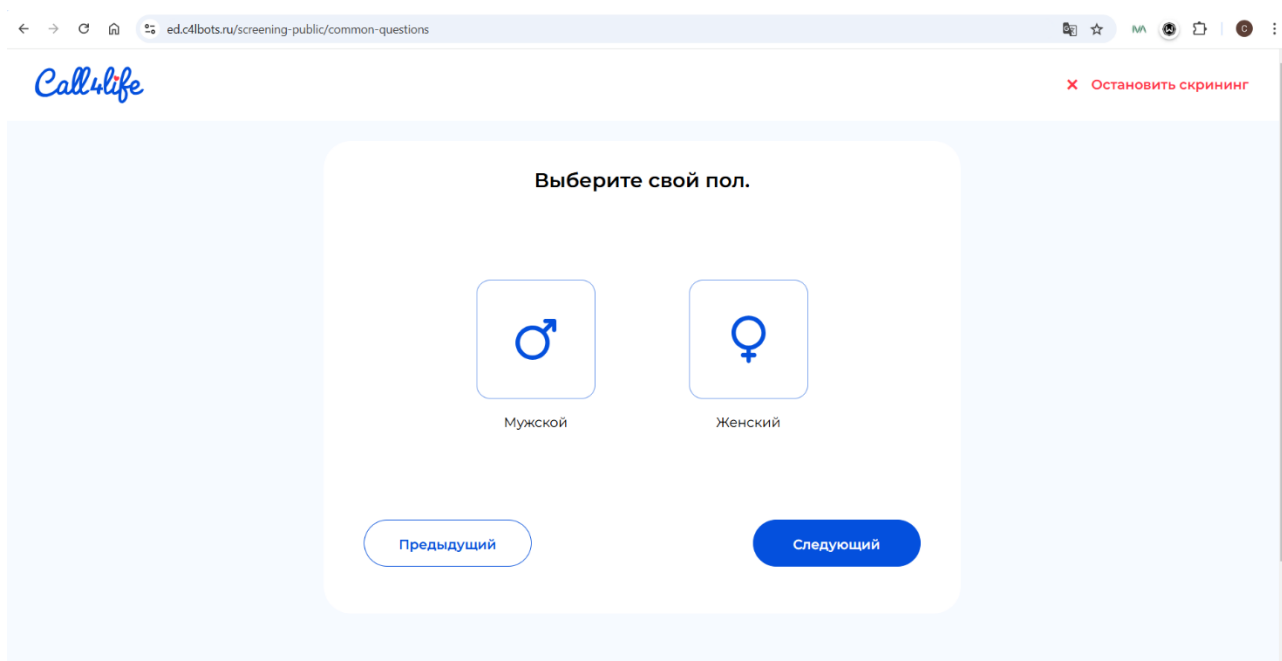 ed.c4lbots.ru/screening-public/common-questions
Call4life
Остановить скрининг
Выберите свой пол.
Мужской
Женский
Предыдущий
Следующий